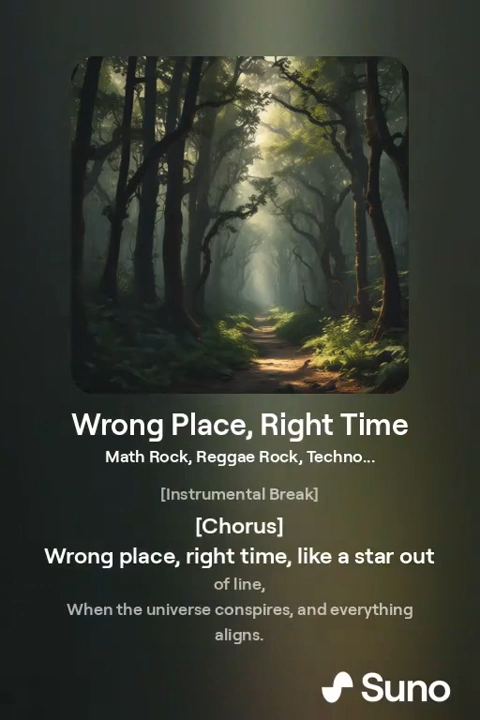 Wrong Place, Right Time
Math Rock, Reggae Rock, Techno...
[Instrumental Break]
[Chorus]
Wrong place, right time, like a star out
of line,
When the universe conspires, and everything
aligns.
Suno